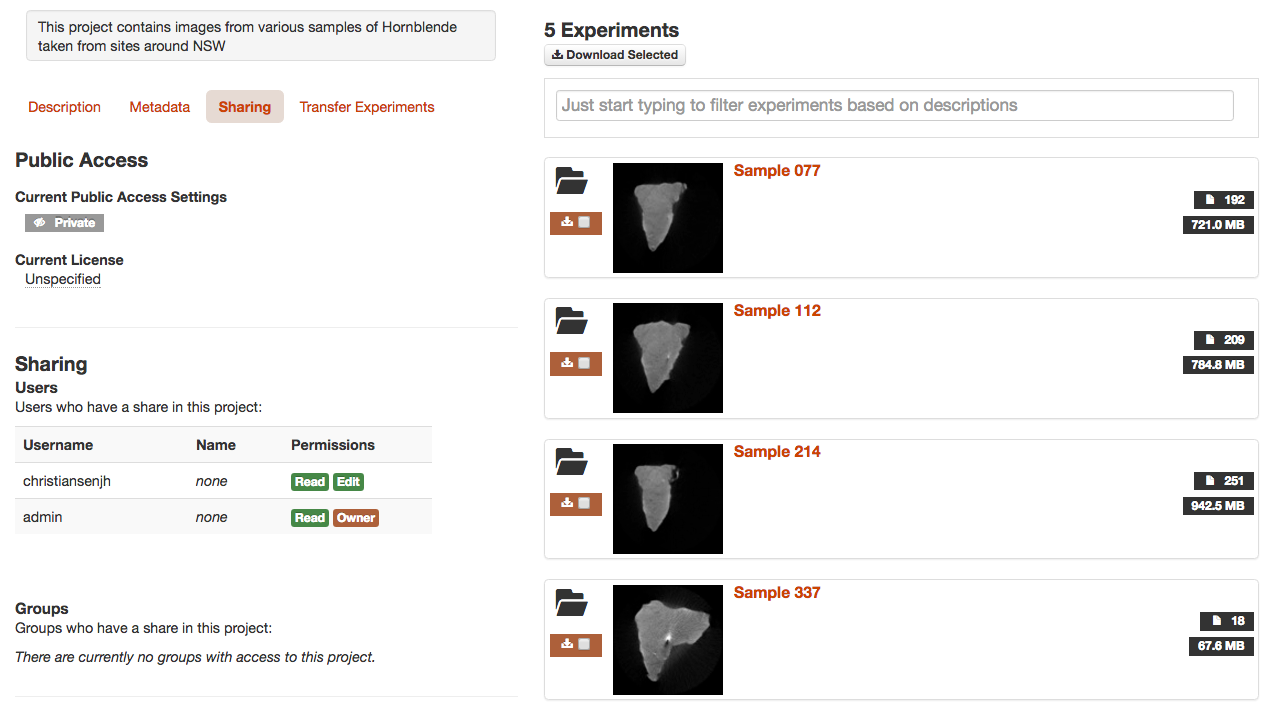 This project contains images from various samples of Hornblende
taken from sites around NSW
Description Metadata Sharing Transfer Experiments
Public Access
Current Public Access Settings
Private
Current License
Unspecified
Sharing
Users
Users who have a share in this project:
Username Name Permissions
christiansenjh none Read Edit
admin none Read Owner
Groups
Groups who have a share in this project:
There are currently no groups with access to this project.
5 Experiments
Download Selected
Just start typing to filter experiments based on descriptions
Sample 077
192
721.0 MB
Sample 112
209
784.8 MB
Sample 214
251
942.5 MB
Sample 337
18
67.6 MB